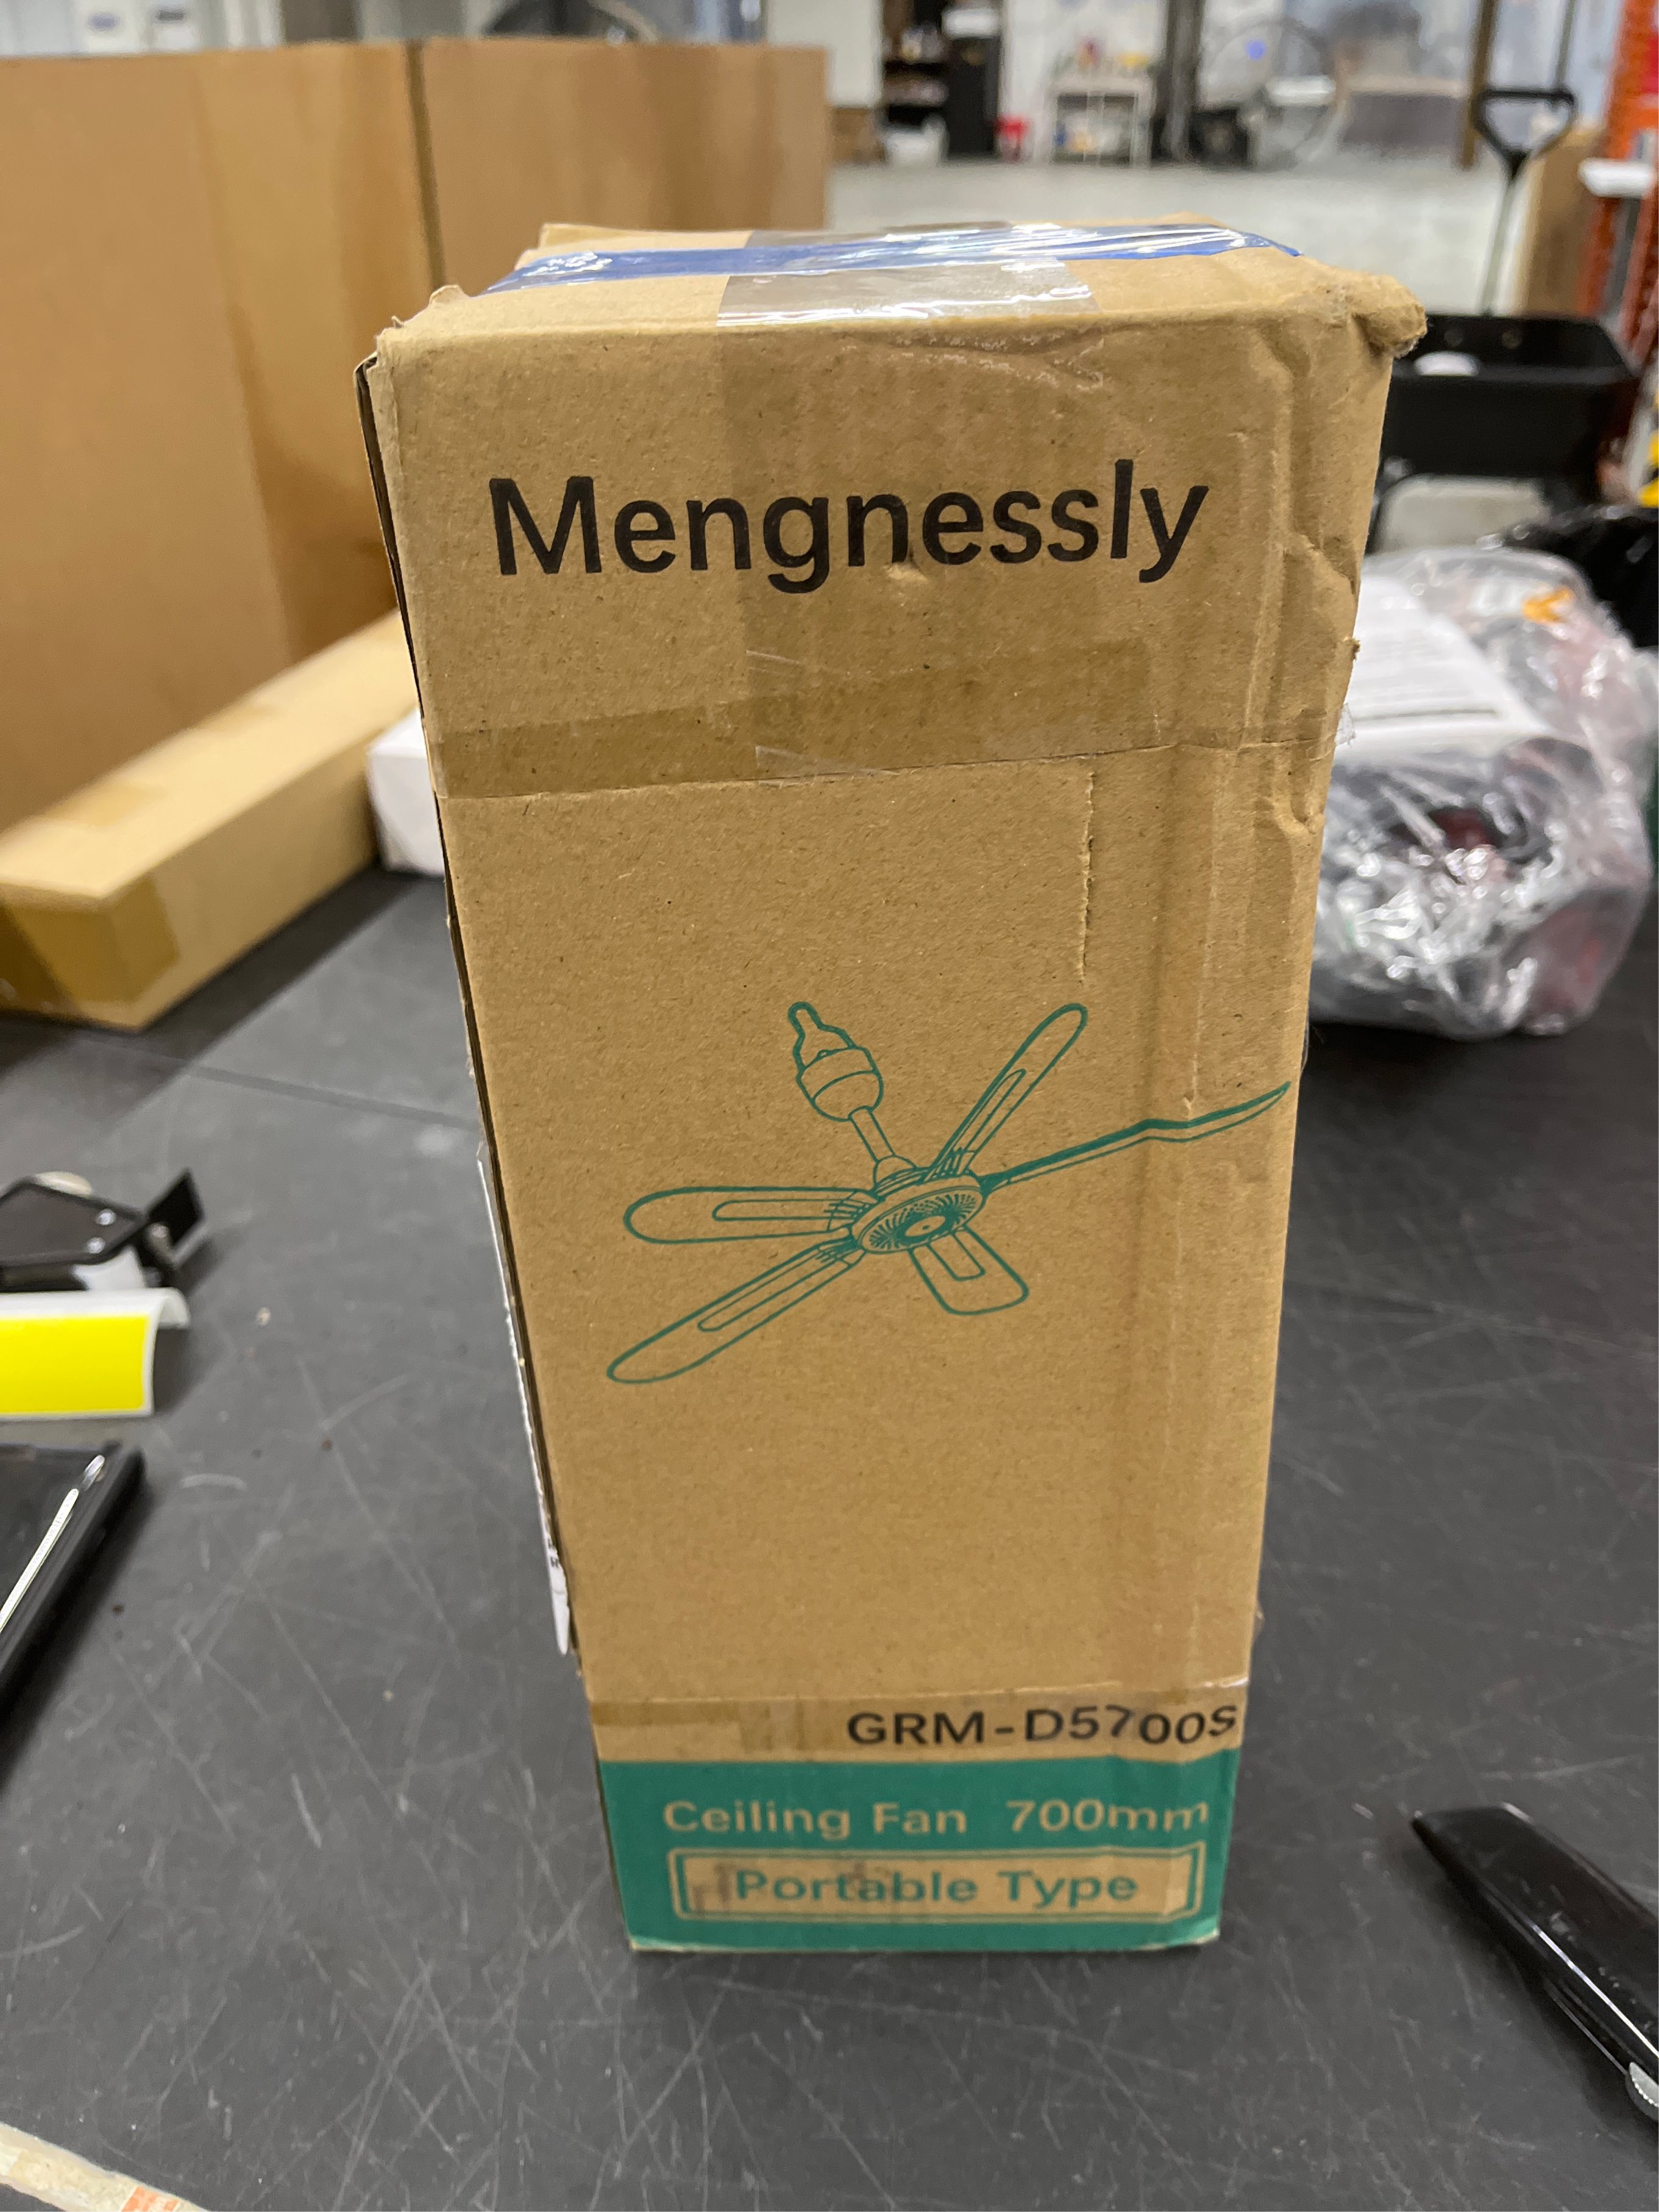 Mengnessly
GRM-D5700S
Ceiling Fan 700mm
Portable Type